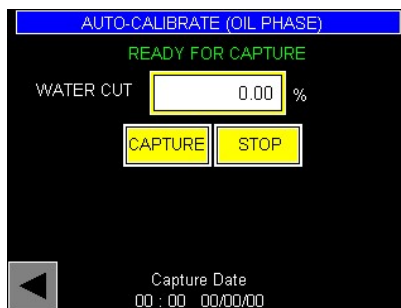 AUTO-CALIBRATE (OIL PHASE)
READY FOR CAPTURE
WATER CUT 0.00 %
CAPTURE STOP
Capture Date
00 : 00 00/00/00